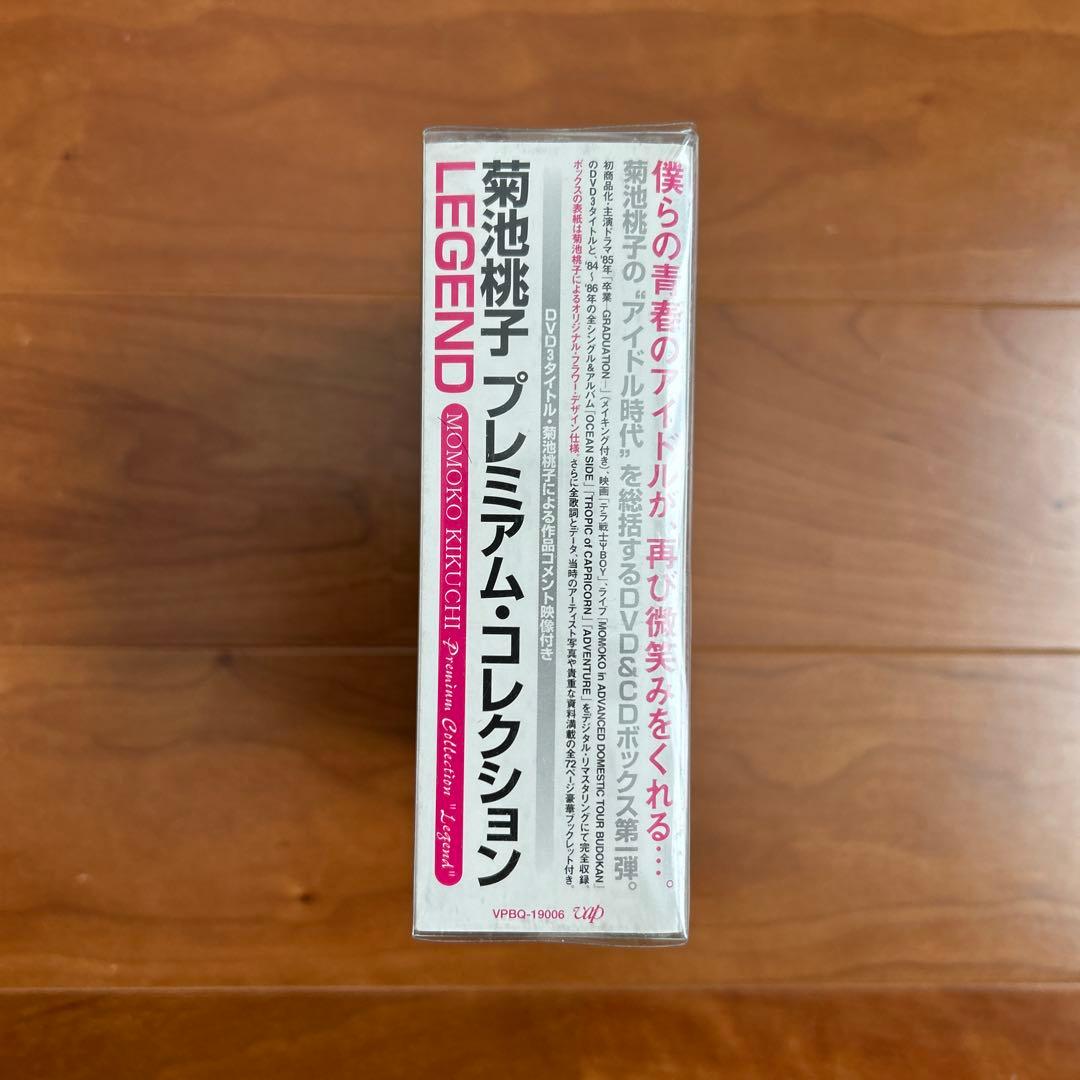 僕らの青春のアイドルが、再び微笑みをくれる…。
菊池桃子の“アイドル時代”を総括するDVD&CDボックス第一弾。
初商品化・主演ドラマ'85年「卒業―GRADUATION―」(メイキング付き)、映画「テラ戦士ΨBOY」、ライブ「MOMOKO in ADVANCED DOMESTIC TOUR BUDOKAN」
のDVD3タイトルと、'84〜'86年の全シングル&アルバム「OCEAN SIDE」「TROPIC of CAPRICORN」「ADVENTURE」をデジタル・リマスタリングにて完全収録、
ボックスの表紙は菊池桃子によるオリジナル・フラワー・デザイン仕様。さらに全歌詞とデータ、当時のアーティスト写真や貴重な資料満載の全72ページ豪華ブックレット付き。
DVD3タイトル・菊池桃子による作品コメント映像付き
菊池桃子 プレミアム・コレクション
LEGEND MOMOKO KIKUCHI Premium Collection "Legend"
VPBQ-19006 vap